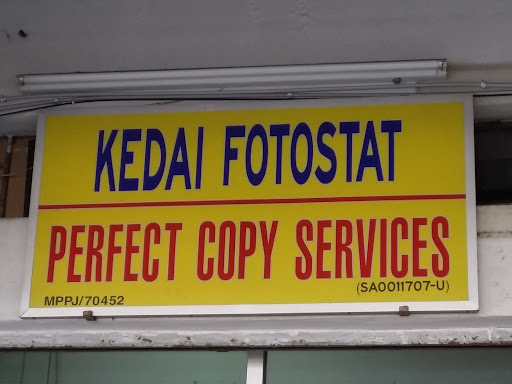 KEDAI FOTOSTAT
PERFECT COPY SERVICES
(SA0011707-U)
MPPJ/70452